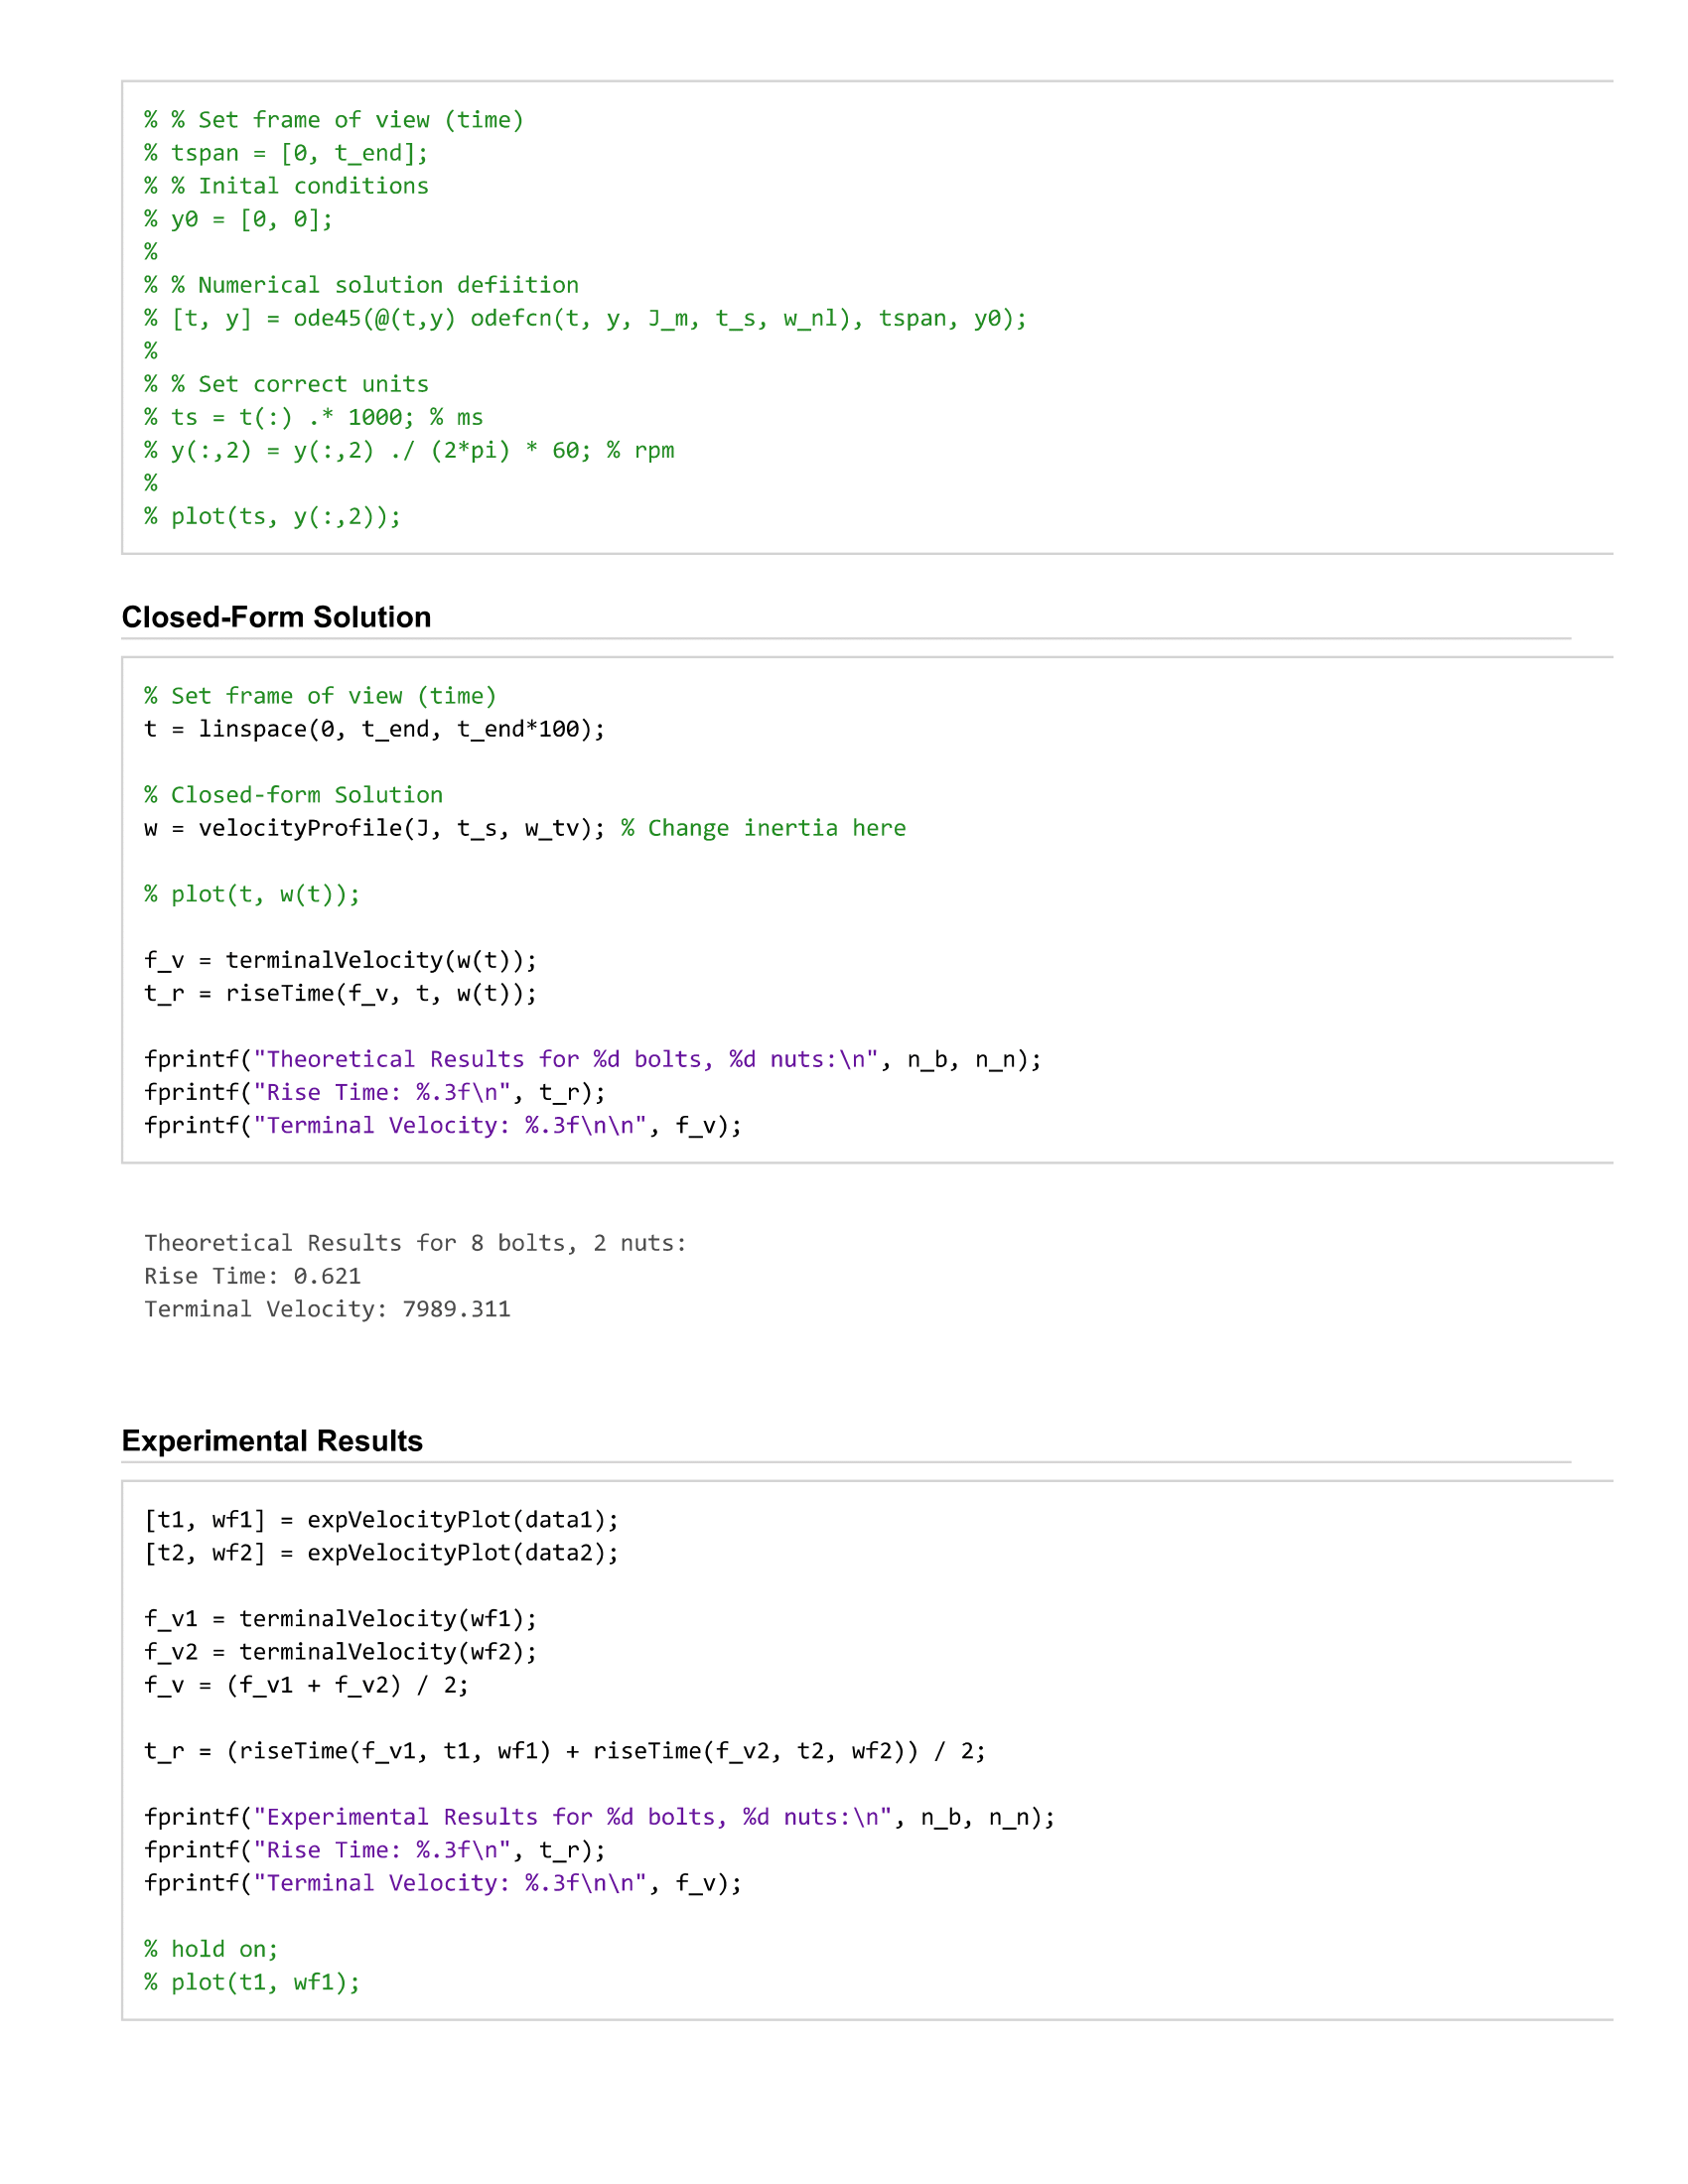 % % Set frame of view (time)
% tspan = [0, t_end];
% % Inital conditions
% y0 = [0, 0];
%
% % Numerical solution defiition
% [t, y] = ode45(@(t,y) odefcn(t, y, J_m, t_s, w_nl), tspan, y0);
%
% % Set correct units
% ts = t(:) .* 1000; % ms
% y(:,2) = y(:,2) ./ (2*pi) * 60; % rpm
%
% plot(ts, y(:,2));
Closed-Form Solution
% Set frame of view (time)
t = linspace(0, t_end, t_end*100);
% Closed-form Solution
w = velocityProfile(J, t_s, w_tv); % Change inertia here
% plot(t, w(t));
f_v = terminalVelocity(w(t));
t_r = riseTime(f_v, t, w(t));
fprintf("Theoretical Results for %d bolts, %d nuts:\n", n_b, n_n);
fprintf("Rise Time: %.3f\n", t_r);
fprintf("Terminal Velocity: %.3f\n\n", f_v);
Theoretical Results for 8 bolts, 2 nuts:
Rise Time: 0.621
Terminal Velocity: 7989.311
Experimental Results
[t1, wf1] = expVelocityPlot(data1);
[t2, wf2] = expVelocityPlot(data2);
f_v1 = terminalVelocity(wf1);
f_v2 = terminalVelocity(wf2);
f_v = (f_v1 + f_v2) / 2;
t_r = (riseTime(f_v1, t1, wf1) + riseTime(f_v2, t2, wf2)) / 2;
fprintf("Experimental Results for %d bolts, %d nuts:\n", n_b, n_n);
fprintf("Rise Time: %.3f\n", t_r);
fprintf("Terminal Velocity: %.3f\n\n", f_v);
% hold on;
% plot(t1, wf1);